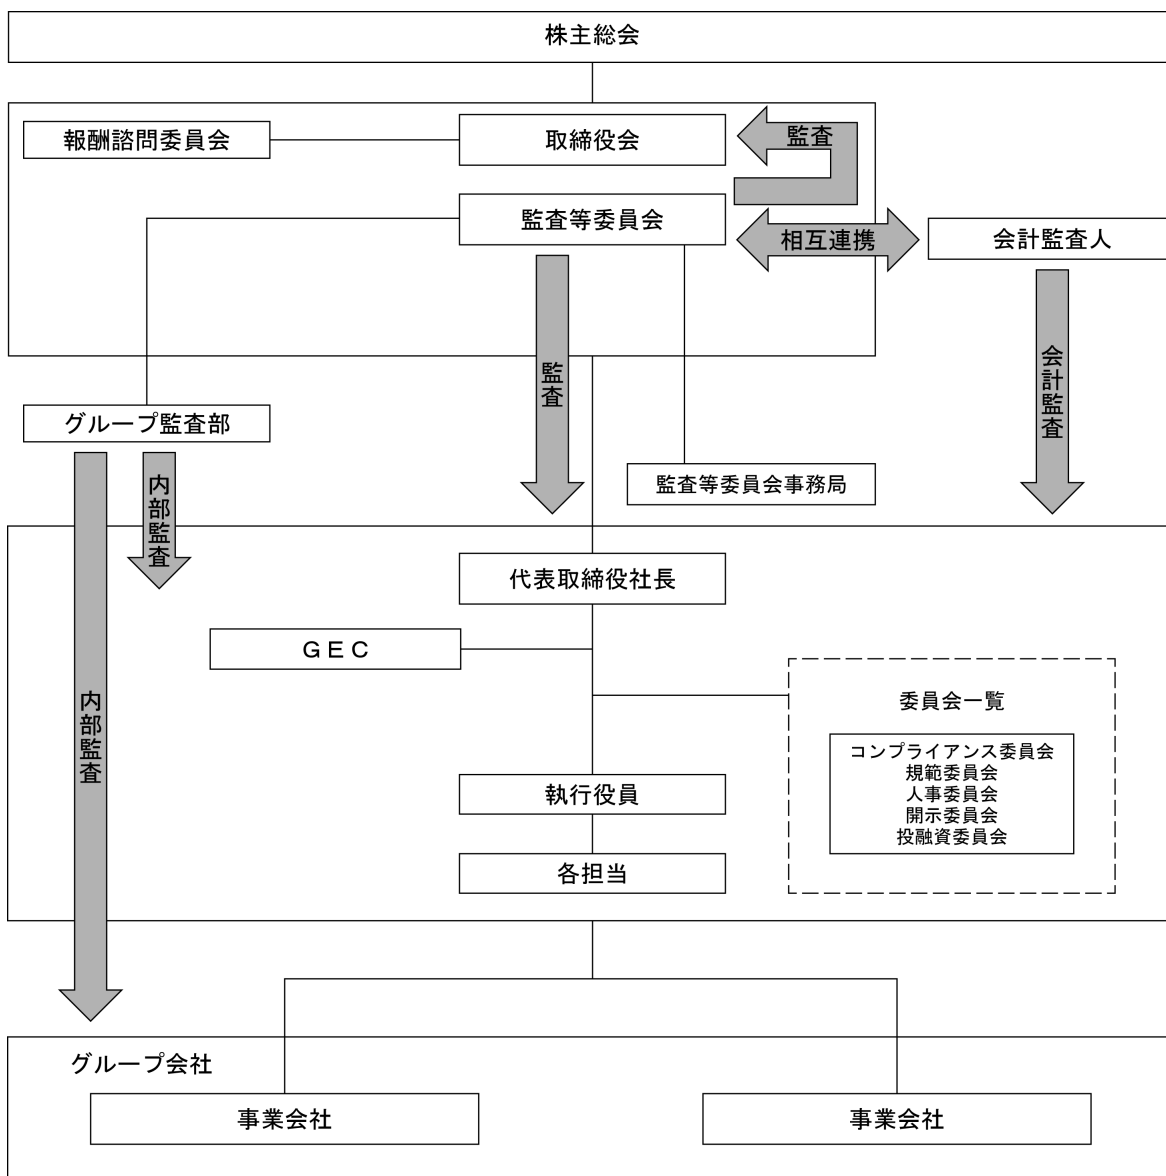 株主総会
報酬諮問委員会
取締役会
監査
監査等委員会
相互連携
会計監査人
監査
会計監査
グループ監査部
監査等委員会事務局
内部監査
内部監査
代表取締役社長
ＧＥＣ
委員会一覧
コンプライアンス委員会
規範委員会
人事委員会
開示委員会
投融資委員会
執行役員
各担当
グループ会社
事業会社
事業会社